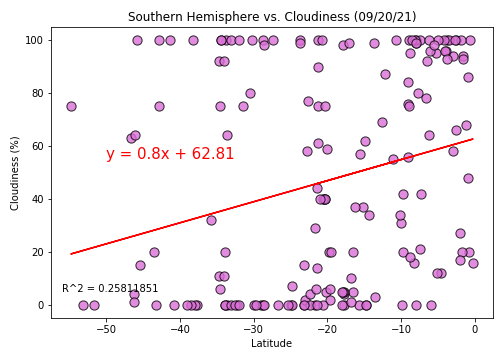 Southern Hemisphere vs. Cloudiness (09/20/21)
100
80
60
40
20
0
Cloudiness (%)
y = 0.8x + 62.81
R^2 = 0.25811851
−50
−40
−30
−20
−10
0
Latitude